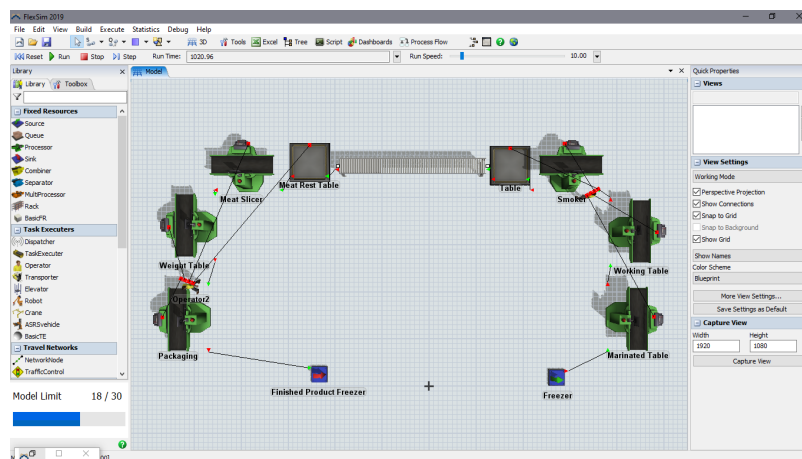 FlexSim 2019
File Edit View Build Execute Statistics Debug Help
3D Tools Excel Tree Script Dashboards Process Flow
Reset Run Stop Step Run Time: 1020.96 Run Speed: 10.00
Library
Library Toolbox
Fixed Resources
Source
Queue
Processor
Sink
Combiner
Separator
MultiProcessor
Rack
BasicFR
Task Executers
Dispatcher
TaskExecuter
Operator
Transporter
Elevator
Robot
Crane
ASRSvehicle
BasicTE
Travel Networks
NetworkNode
TrafficControl
Model Limit 18 / 30
Model
Meat Slicer
Meat Rest Table
Table
Smoker
Weight Table
Working Table
Operator2
Packaging
Marinated Table
Finished Product Freezer
Freezer
Quick Properties
Views
View Settings
Working Mode
Perspective Projection
Show Connections
Snap to Grid
Snap to Background
Show Grid
Show Names
Color Scheme
Blueprint
More View Settings...
Save Settings as Default
Capture View
Width Height
1920 1080
Capture View